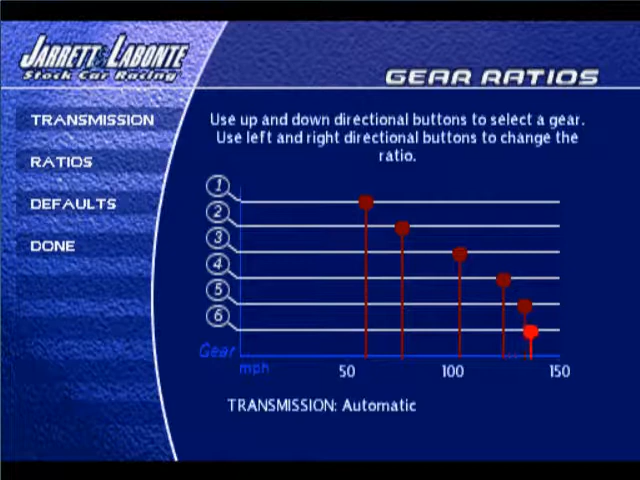 JARRETT & LABONTE
Stock Car Racing
GEAR RATIOS
TRANSMISSION
RATIOS
DEFAULTS
DONE
Use up and down directional buttons to select a gear.
Use left and right directional buttons to change the
ratio.
1
2
3
4
5
6
Gear
mph 50 100 150
TRANSMISSION: Automatic